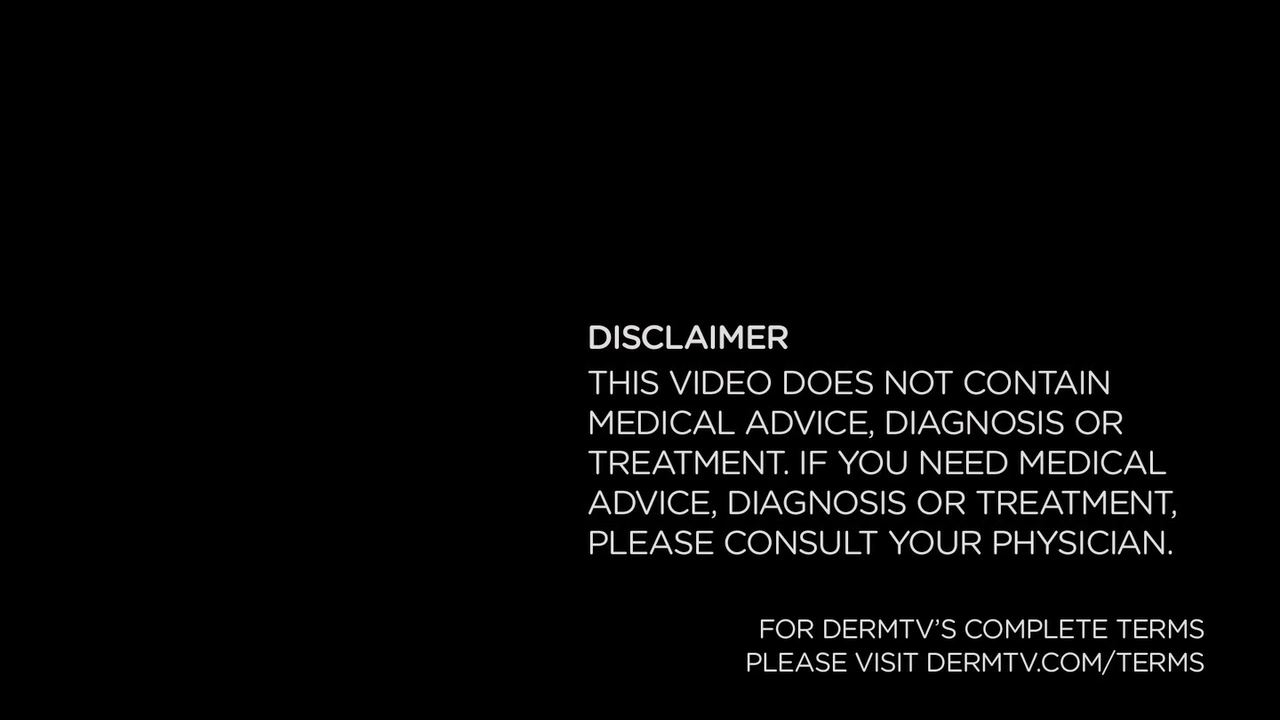 DISCLAIMER
THIS VIDEO DOES NOT CONTAIN
MEDICAL ADVICE, DIAGNOSIS OR
TREATMENT. IF YOU NEED MEDICAL
ADVICE, DIAGNOSIS OR TREATMENT,
PLEASE CONSULT YOUR PHYSICIAN.
FOR DERMTV’S COMPLETE TERMS
PLEASE VISIT DERMTV.COM/TERMS